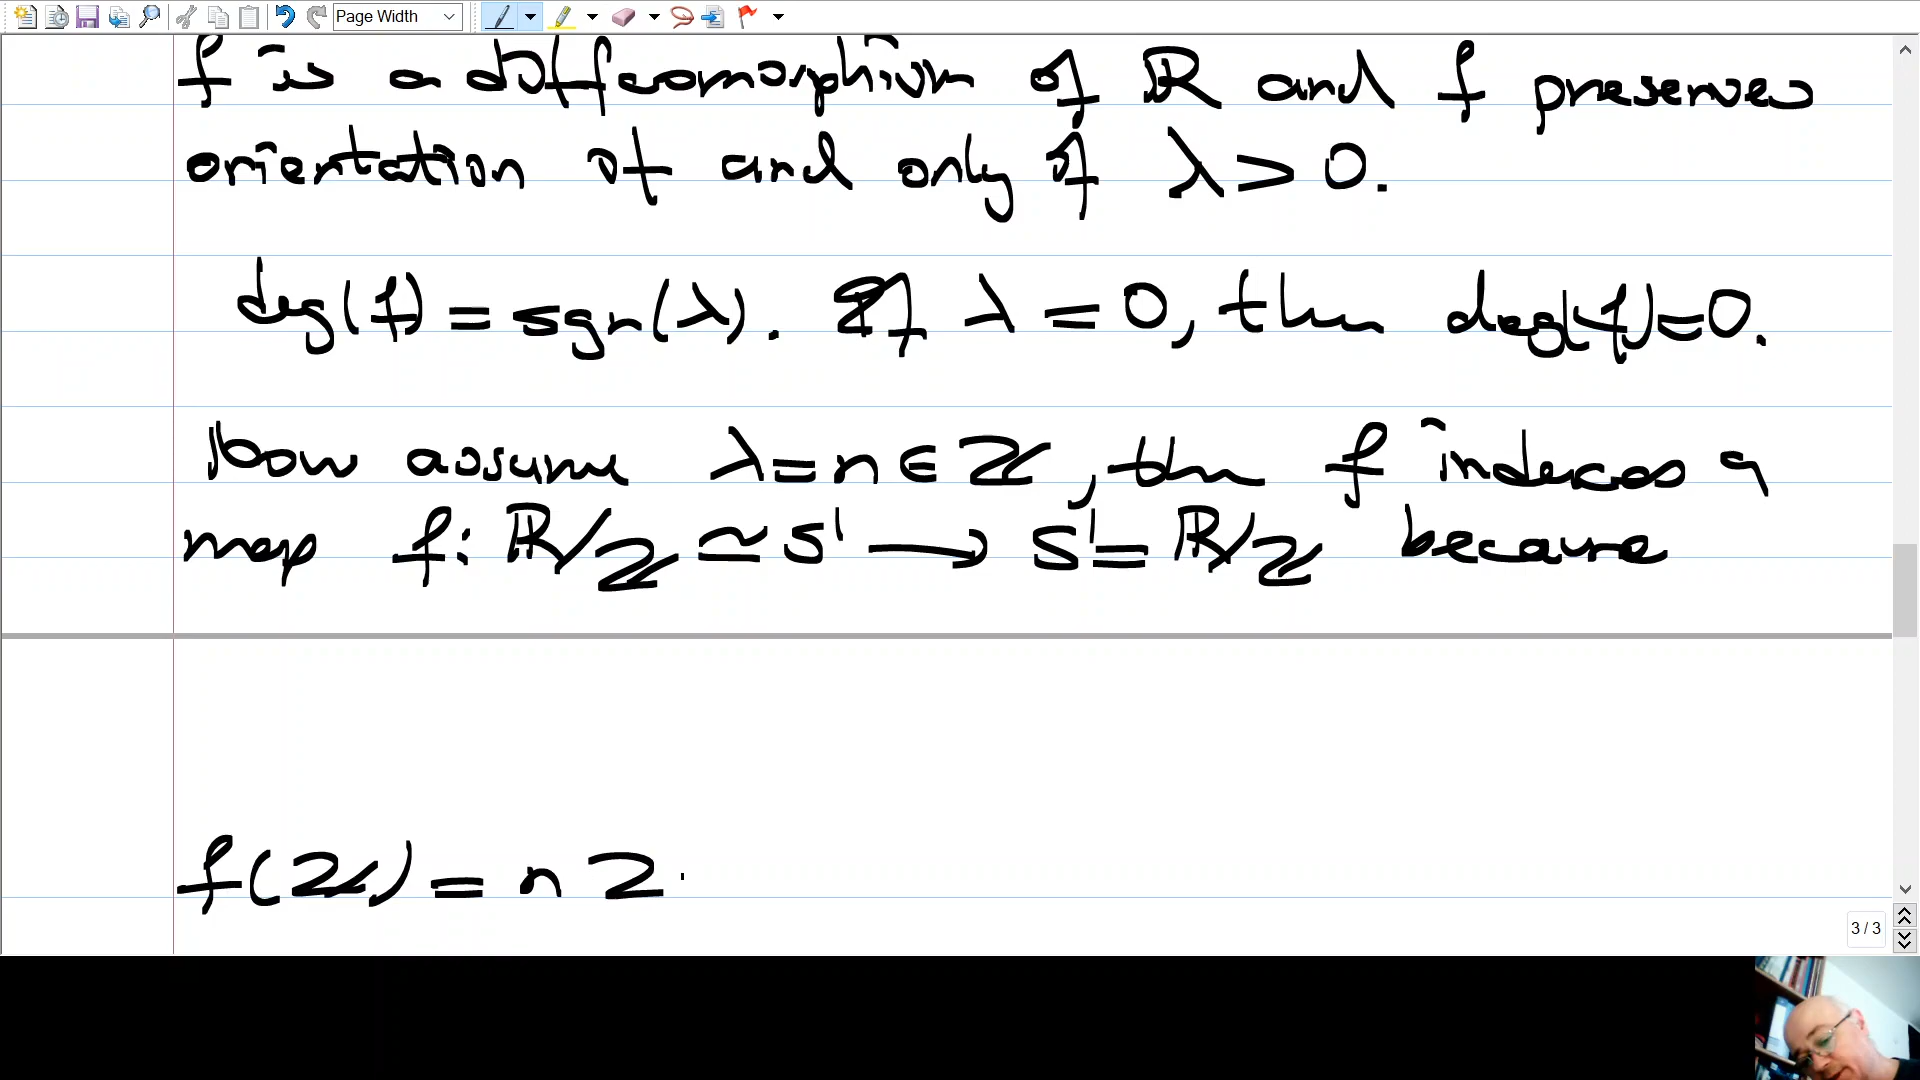 Page Width
f is a diffeomorphism of ℝ and f preserves
orientation if and only if λ > 0.
deg(f) = sgn(λ). If λ = 0, then deg(f) = 0.
Now assume λ = n ∈ ℤ, then f induces a
map f: ℝ/ℤ ≃ S¹ → S¹ = ℝ/ℤ because
f(ℤ) = n ℤ
3 / 3